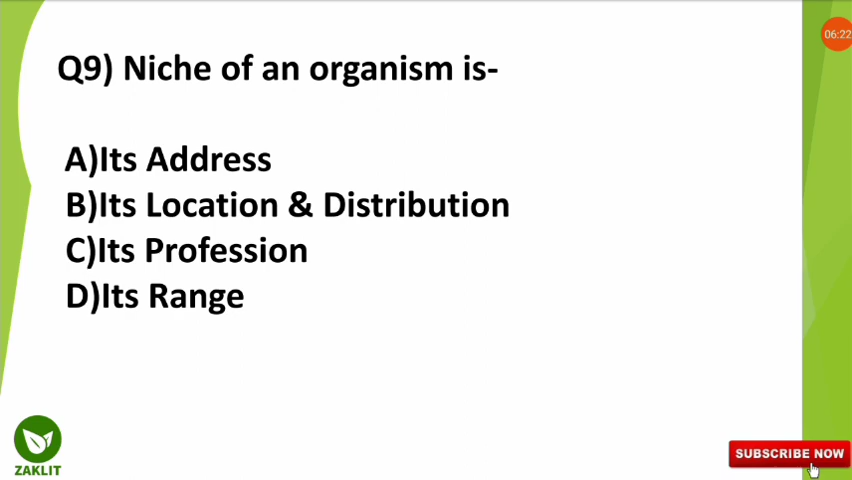 06:22
Q9) Niche of an organism is-
A)Its Address
B)Its Location & Distribution
C)Its Profession
D)Its Range
ZAKLIT
SUBSCRIBE NOW